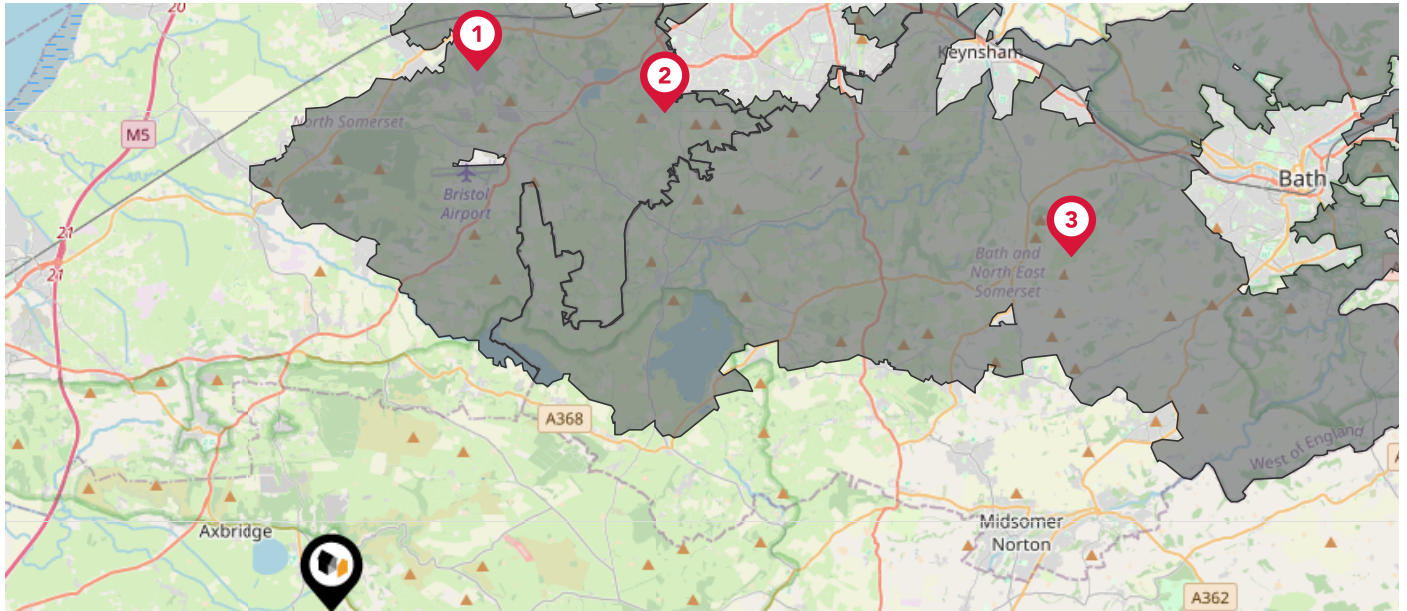 20
1
Keynsham
2
North Somerset
M5
Bristol
Airport
Bath
21
3
21
Bath and
North East
Somerset
A368
West of England
A
Axbridge
Midsomer
Norton
A362